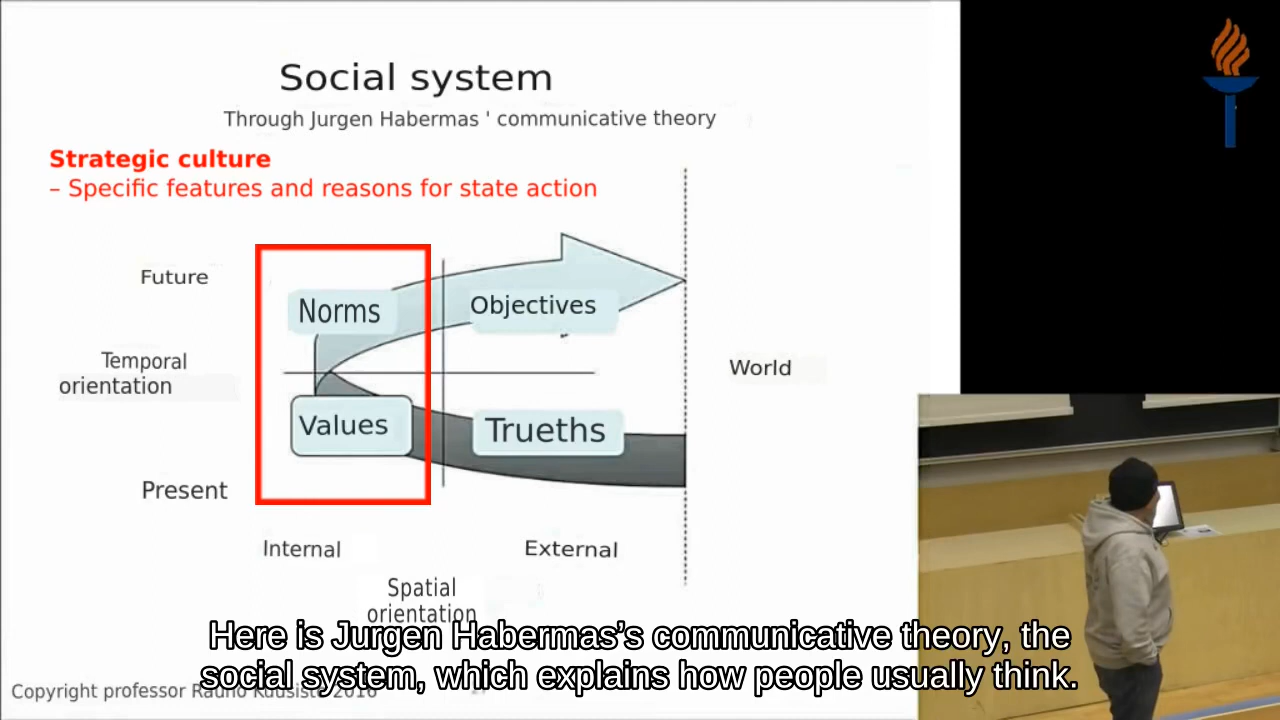 Social system
Through Jurgen Habermas ' communicative theory
Strategic culture
– Specific features and reasons for state action
Future
Norms
Objectives
Temporal
orientation
World
Values
Trueths
Present
Internal
External
Spatial
orientation
Here is Jurgen Habermas's communicative theory, the
social system, which explains how people usually think.
Copyright professor Rauno Kuusisto 2016